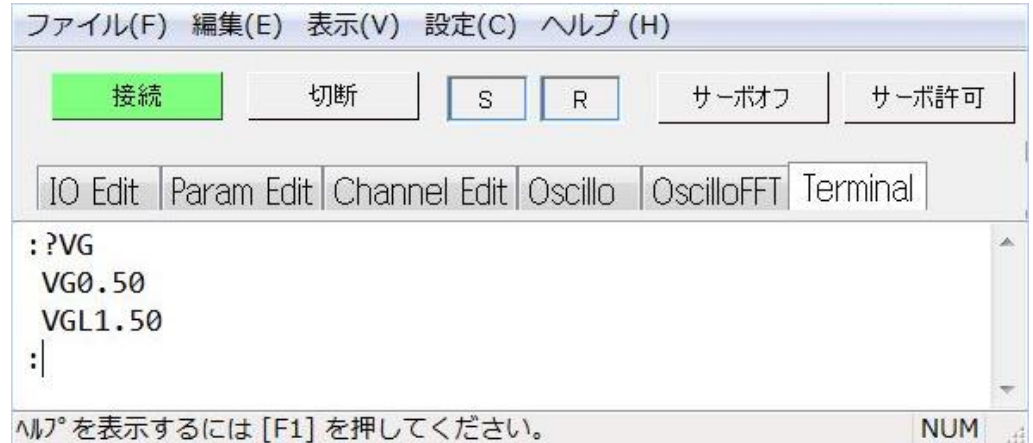 ファイル(F) 編集(E) 表示(V) 設定(C) ヘルプ (H)
接続 切断 S R サーボオフ サーボ許可
IO Edit Param Edit Channel Edit Oscillo OscilloFFT Terminal
:?VG
VG0.50
VGL1.50
:
ﾍﾙﾌﾟを表示するには [F1] を押してください。 NUM